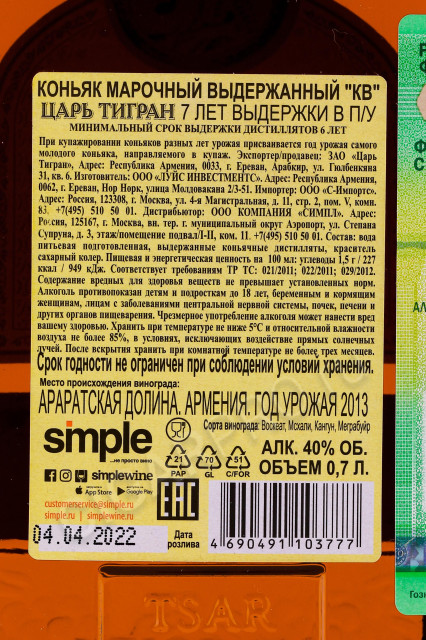 КОНЬЯК МАРОЧНЫЙ ВЫДЕРЖАННЫЙ "КВ"
ЦАРЬ ТИГРАН 7 ЛЕТ ВЫДЕРЖКИ В П/У
МИНИМАЛЬНЫЙ СРОК ВЫДЕРЖКИ ДИСТИЛЛЯТОВ 6 ЛЕТ
При купажировании коньяков разных лет урожая присваивается год урожая самого
молодого коньяка, направляемого в купаж. Экспортер/продавец: ЗАО «Царь
Тигран», Адрес: Республика Армения, 0033, г. Ереван, Арабкир, ул. Гюлбенкяна
31, кв. 6. Изготовитель: ООО «ЛУЙС ИНВЕСТМЕНТС». Адрес: Республика Армения,
0062, г. Ереван, Нор Норк, улица Молдовакана 2/3-51. Импортер: ООО «С-Импортс».
Адрес: Россия, 123308, г. Москва, ул. 4-я Магистральная, д. 11, стр. 2, пом. V, комн.
83. +7(495) 510 50 01. Дистрибьютор: ООО КОМПАНИЯ «СИМПЛ». Адрес:
Россия, 125167, г. Москва, вн. тер. г. муниципальный округ Аэропорт, ул. Степана
Супруна, д. 3, этаж/помещение подвал/I-II, ком. 11. +7(495) 510 50 01. Состав: вода
питьевая подготовленная, выдержанные коньячные дистилляты, краситель
сахарный колер. Пищевая и энергетическая ценность на 100 мл: углеводы 1,5 г / 227
ккал / 949 кДж. Соответствует требованиям ТР ТС: 021/2011; 022/2011; 029/2012.
Содержание вредных для здоровья веществ не превышает установленных норм.
Алкоголь противопоказан детям и подросткам до 18 лет, беременным и кормящим
женщинам, лицам с заболеваниями центральной нервной системы, почек, печени и
других органов пищеварения. Чрезмерное употребление алкоголя может нанести вред
вашему здоровью. Хранить при температуре не ниже 5°С и относительной влажности
воздуха не более 85%, в условиях, исключающих воздействие прямых солнечных
лучей. После вскрытия хранить при комнатной температуре не более трех месяцев.
Срок годности не ограничен при соблюдении условий хранения.
Место происхождения винограда:
АРАРАТСКАЯ ДОЛИНА. АРМЕНИЯ. ГОД УРОЖАЯ 2013
Сорта винограда: Воскеат, Мсхали, Кангун, Меграбуйр
simple
...не просто вино
21 PAP
70 GL
51 C/FOR
АЛК. 40% ОБ.
ОБЪЕМ 0,7 Л.
simplewine
App Store Google Play
customerservice@simple.ru
simple.ru | simplewine.ru
EAC
04.04.2022
Дата
розлива
4 690491 103777
TSAR